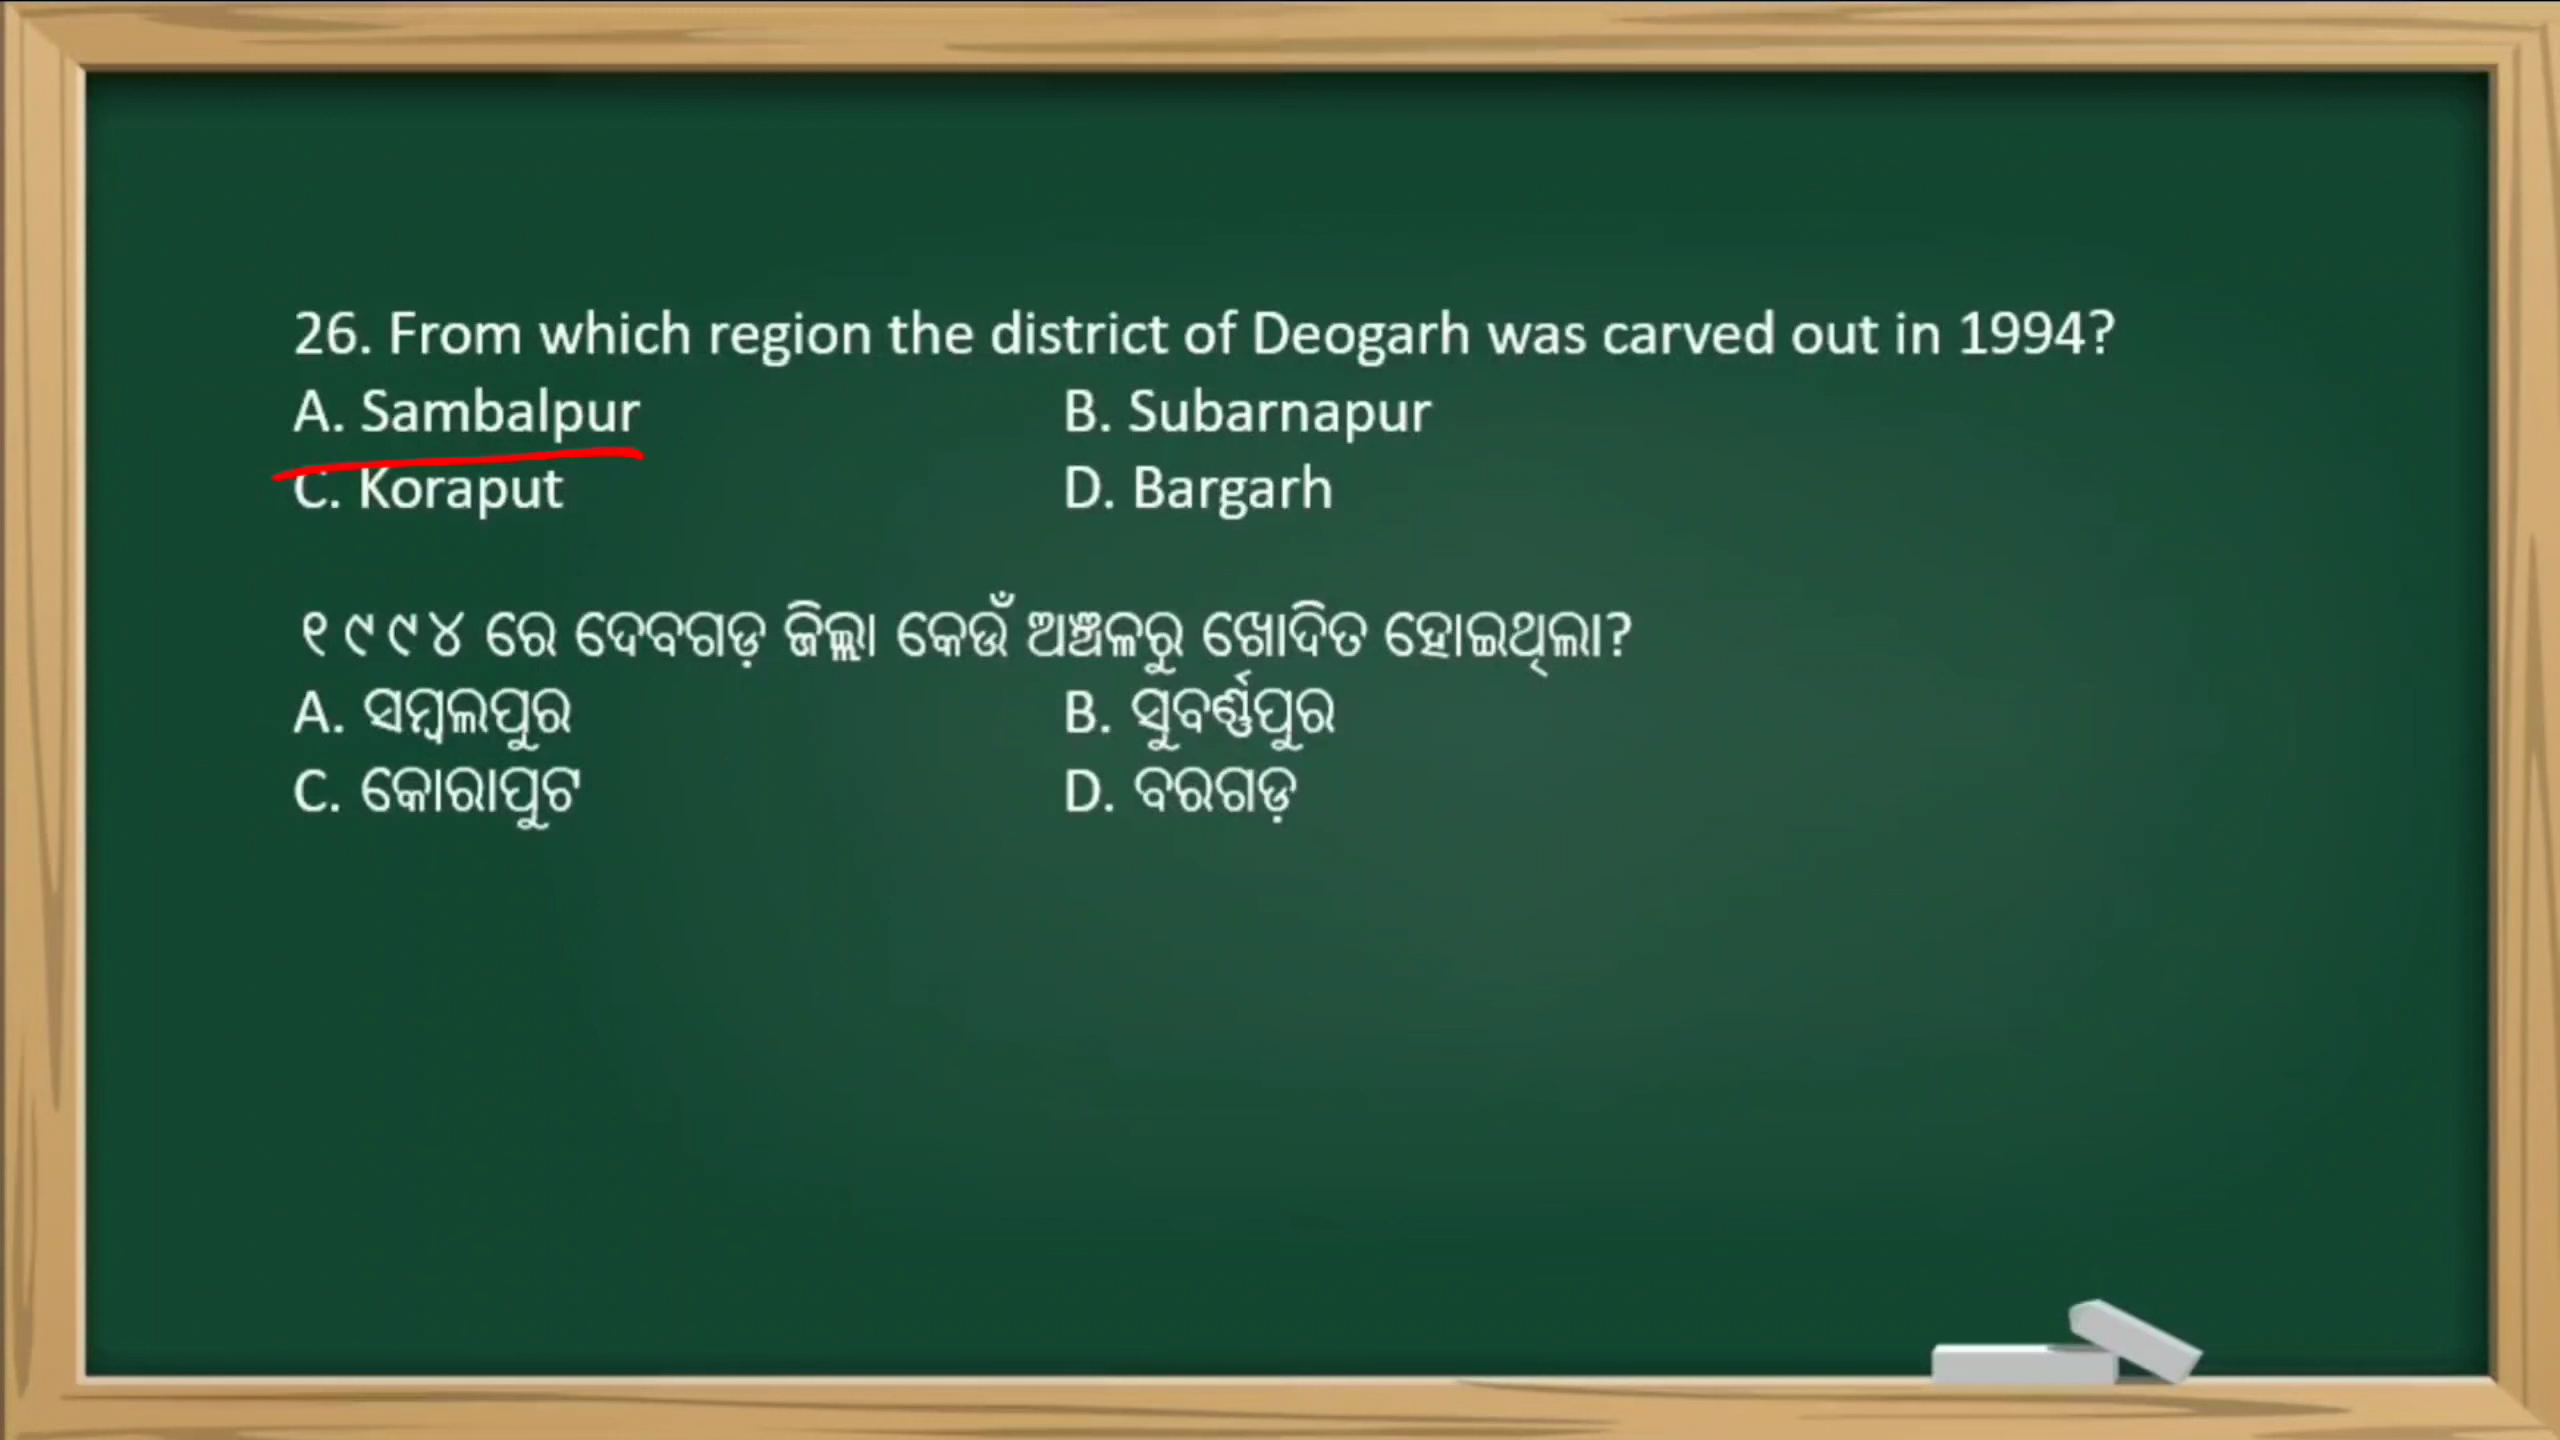 26. From which region the district of Deogarh was carved out in 1994?
A. Sambalpur B. Subarnapur
C. Koraput D. Bargarh
୧୯୯୪ ରେ ଦେବଗଡ଼ ଜିଲ୍ଲା କେଉଁ ଅଞ୍ଚଳରୁ ଖୋଦିତ ହୋଇଥିଲା?
A. ସମ୍ବଲପୁର B. ସୁବର୍ଣ୍ଣପୁର
C. କୋରାପୁଟ D. ବରଗଡ଼